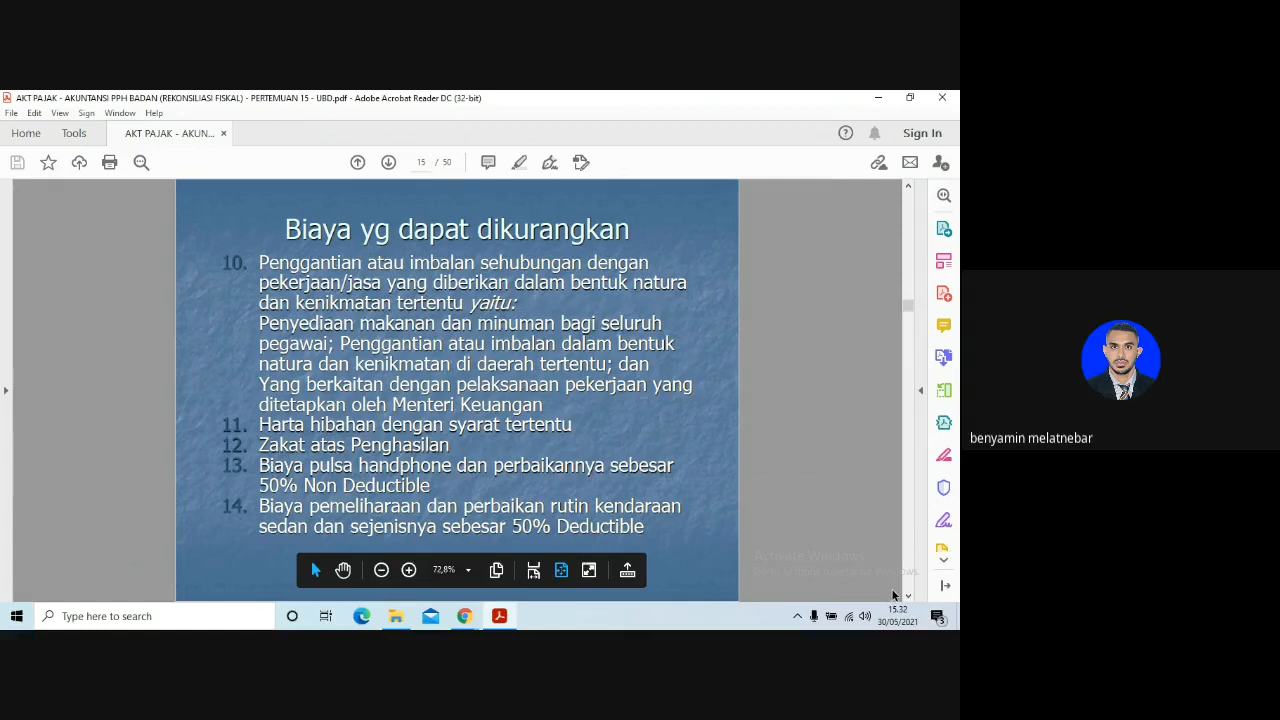 AKT PAJAK - AKUNTANSI PPH BADAN (REKONSILIASI FISKAL) - PERTEMUAN 15 - UBD.pdf - Adobe Acrobat Reader DC (32-bit)
File Edit View Sign Window Help
Home Tools AKT PAJAK - AKUN... × Sign In
15 / 50
Biaya yg dapat dikurangkan
10. Penggantian atau imbalan sehubungan dengan
pekerjaan/jasa yang diberikan dalam bentuk natura
dan kenikmatan tertentu yaitu:
Penyediaan makanan dan minuman bagi seluruh
pegawai; Penggantian atau imbalan dalam bentuk
natura dan kenikmatan di daerah tertentu; dan
Yang berkaitan dengan pelaksanaan pekerjaan yang
ditetapkan oleh Menteri Keuangan
11. Harta hibahan dengan syarat tertentu
12. Zakat atas Penghasilan
13. Biaya pulsa handphone dan perbaikannya sebesar
50% Non Deductible
14. Biaya pemeliharaan dan perbaikan rutin kendaraan
sedan dan sejenisnya sebesar 50% Deductible
72,8%
Activate Windows
Type here to search
15.32
30/05/2021
3
benyamin melatnebar